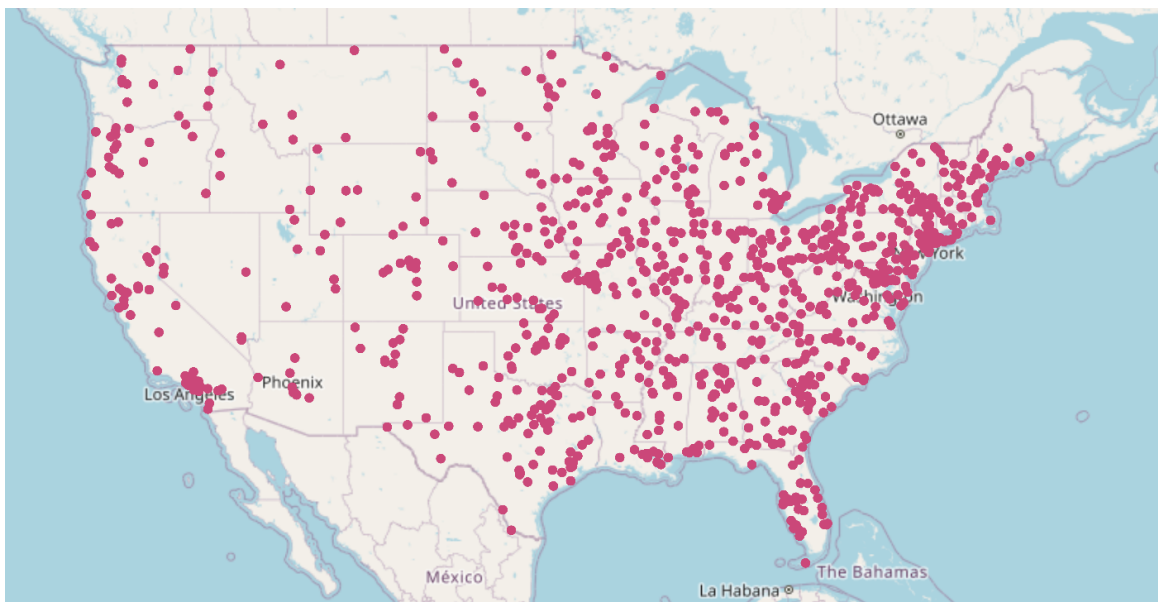 Ottawa
New York
United States
Washington
Phoenix
Los Angeles
México
The Bahamas
La Habana